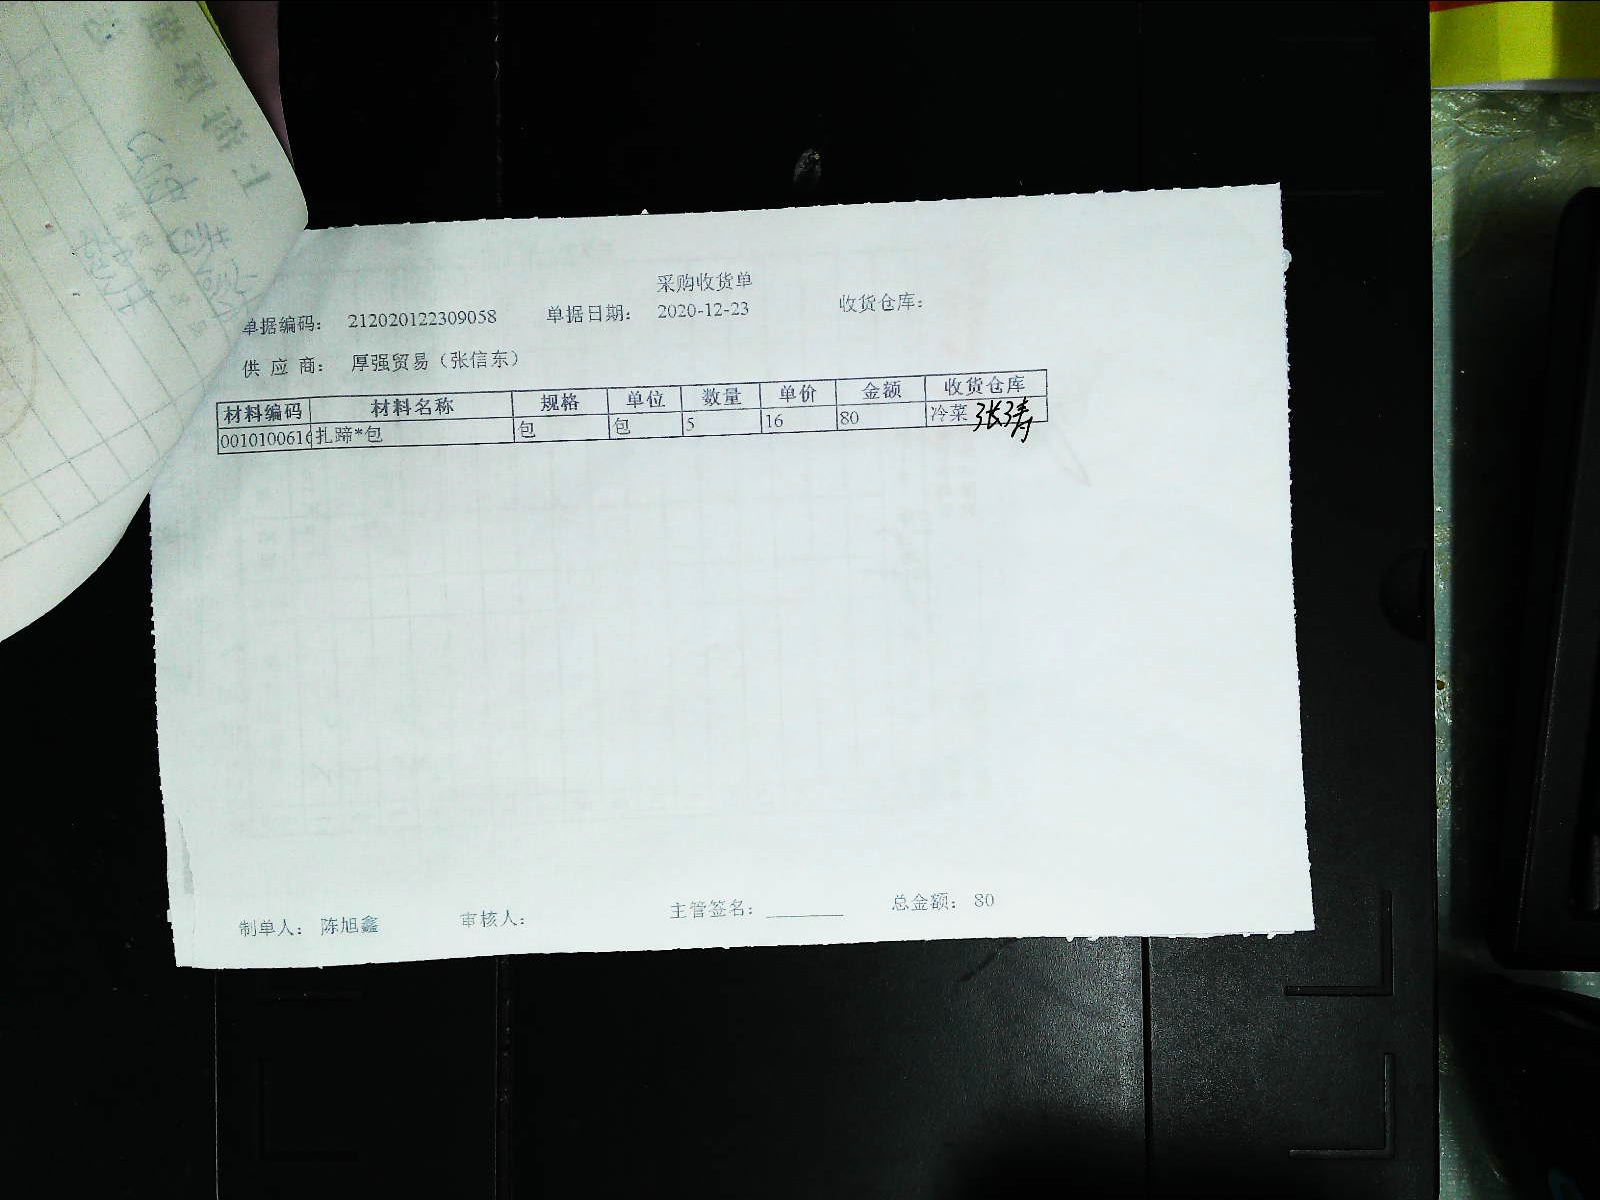 采购收货单
单据编码： 212020122309058 单据日期： 2020-12-23 收货仓库：
供 应 商： 厚强贸易（张信东）
材料编码 材料名称 规格 单位 数量 单价 金额 收货仓库
001010061 扎蹄*包 包 包 5 16 80 冷菜 张涛
制单人： 陈旭鑫 审核人： 主管签名：________ 总金额： 80